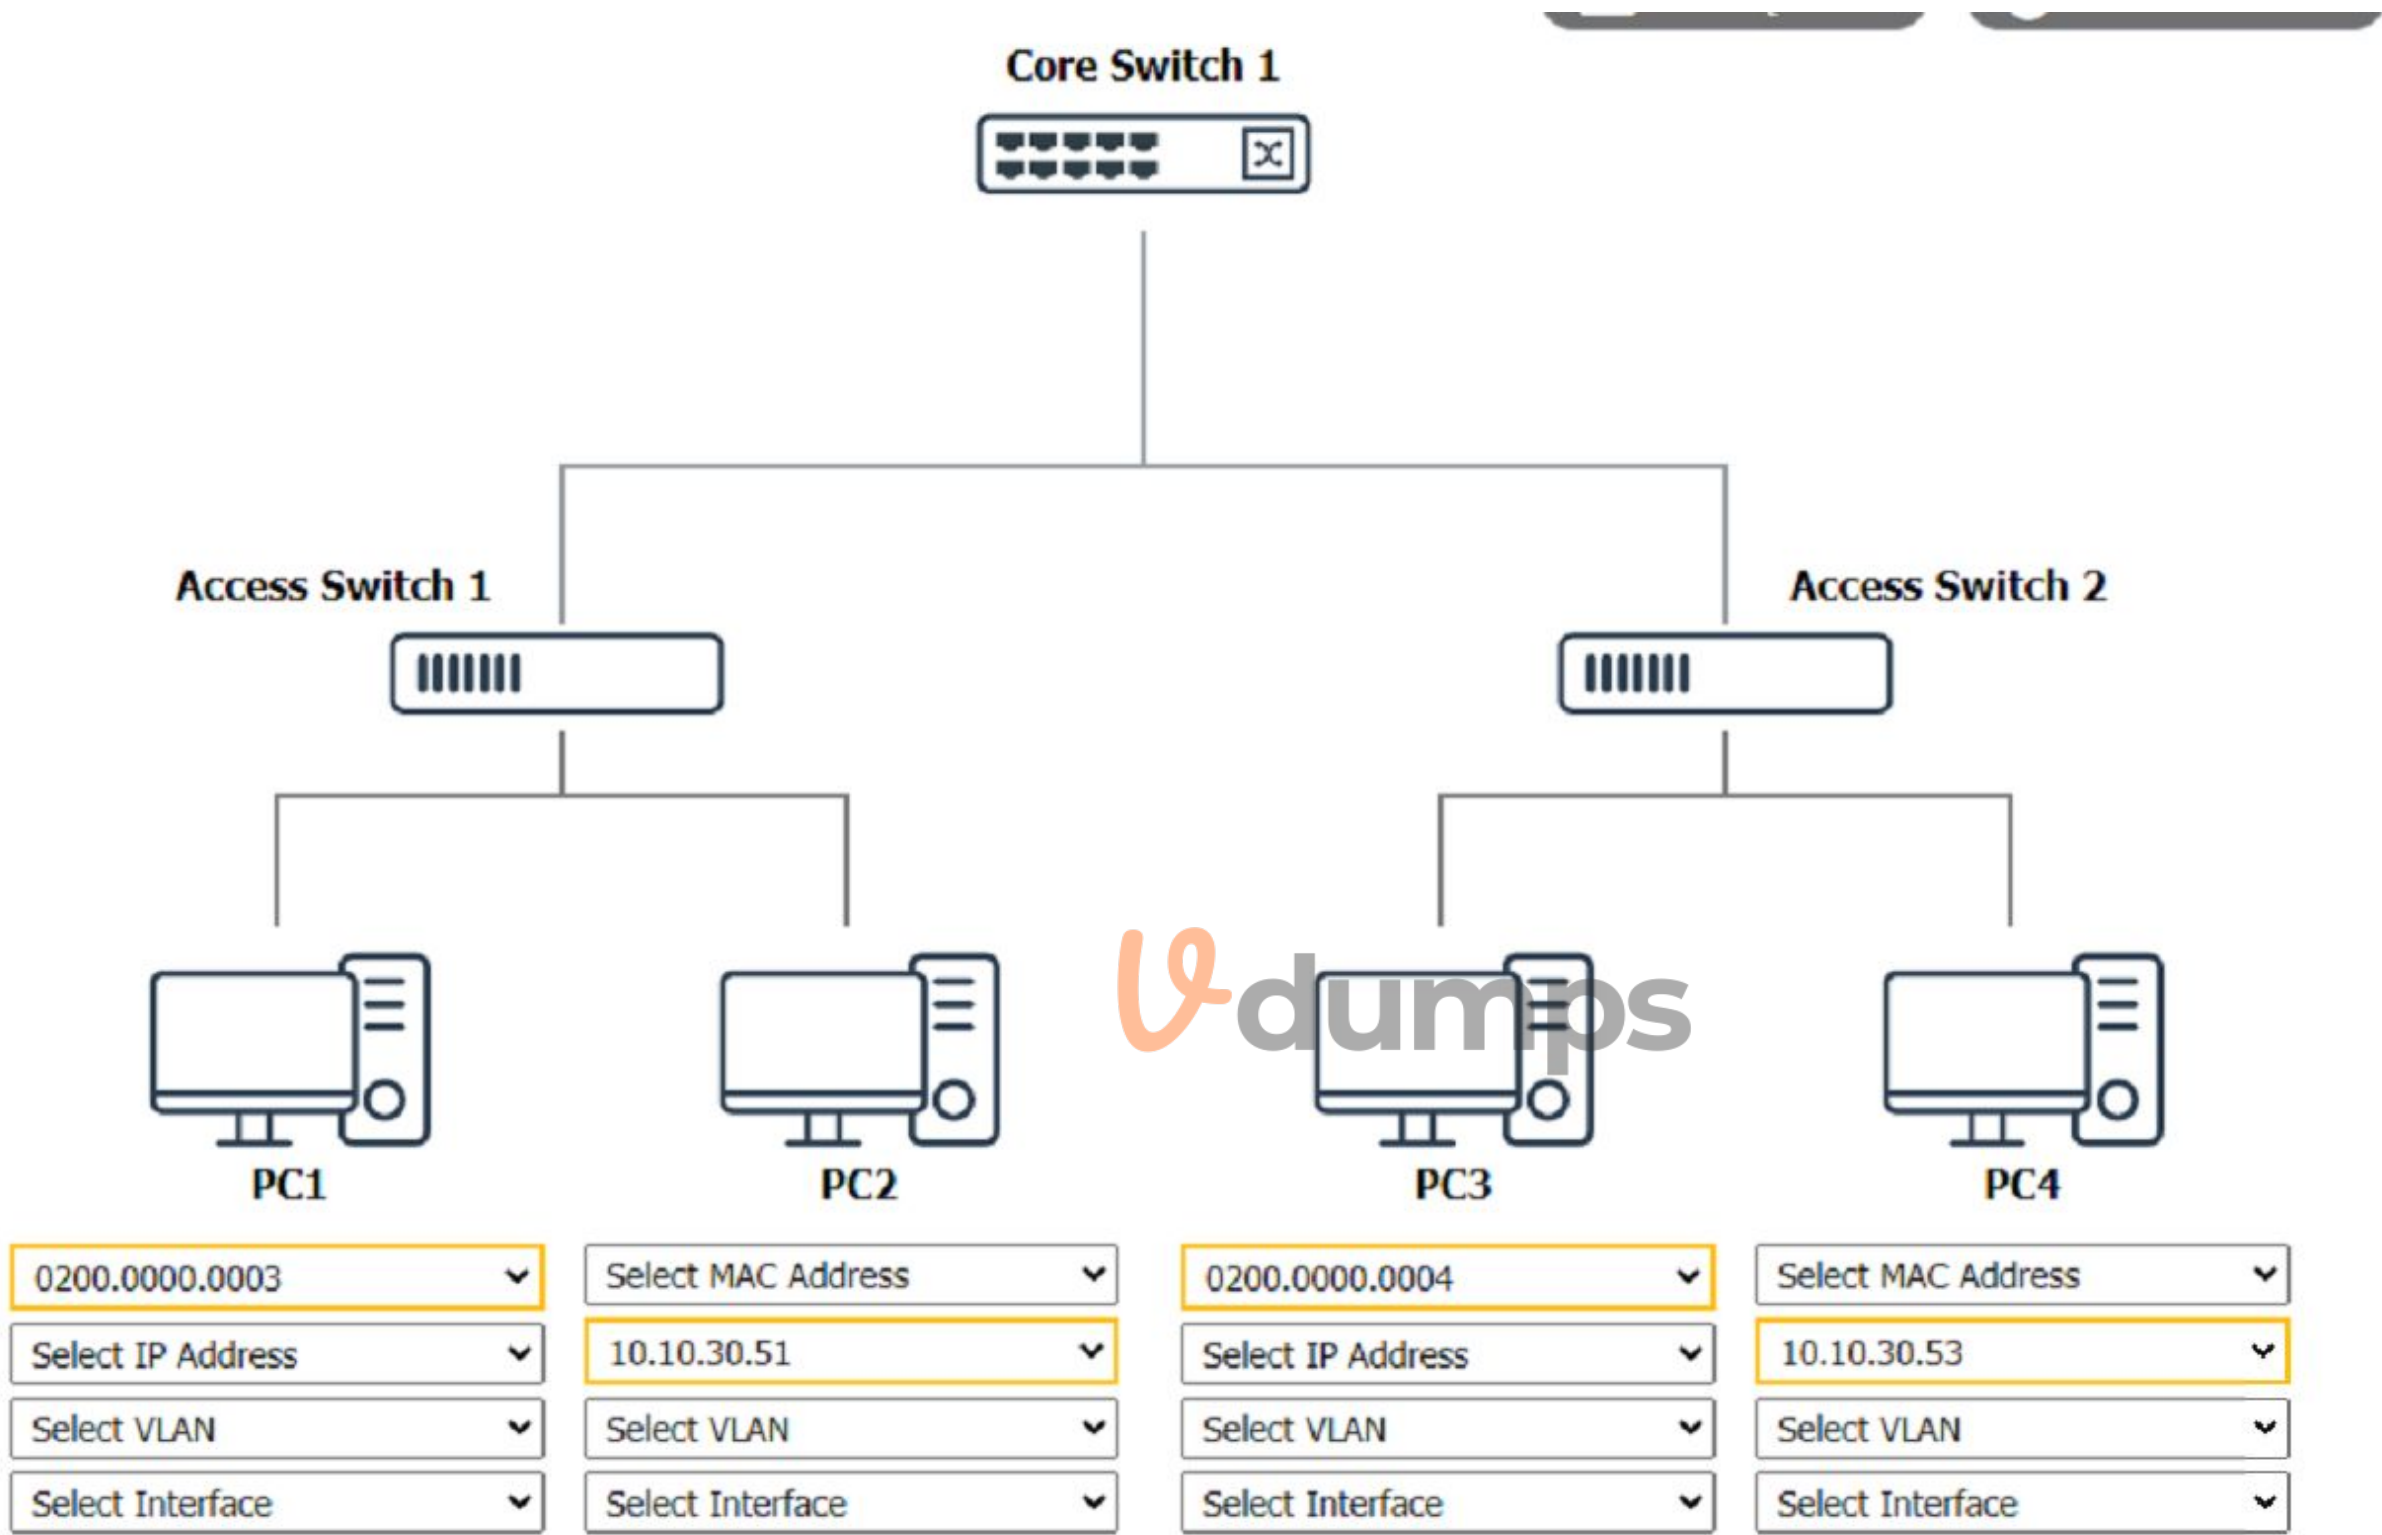 Core Switch 1
Access Switch 1
Access Switch 2
Vdumps
PC1
PC2
PC3
PC4
0200.0000.0003
Select MAC Address
0200.0000.0004
Select MAC Address
Select IP Address
10.10.30.51
Select IP Address
10.10.30.53
Select VLAN
Select VLAN
Select VLAN
Select VLAN
Select Interface
Select Interface
Select Interface
Select Interface